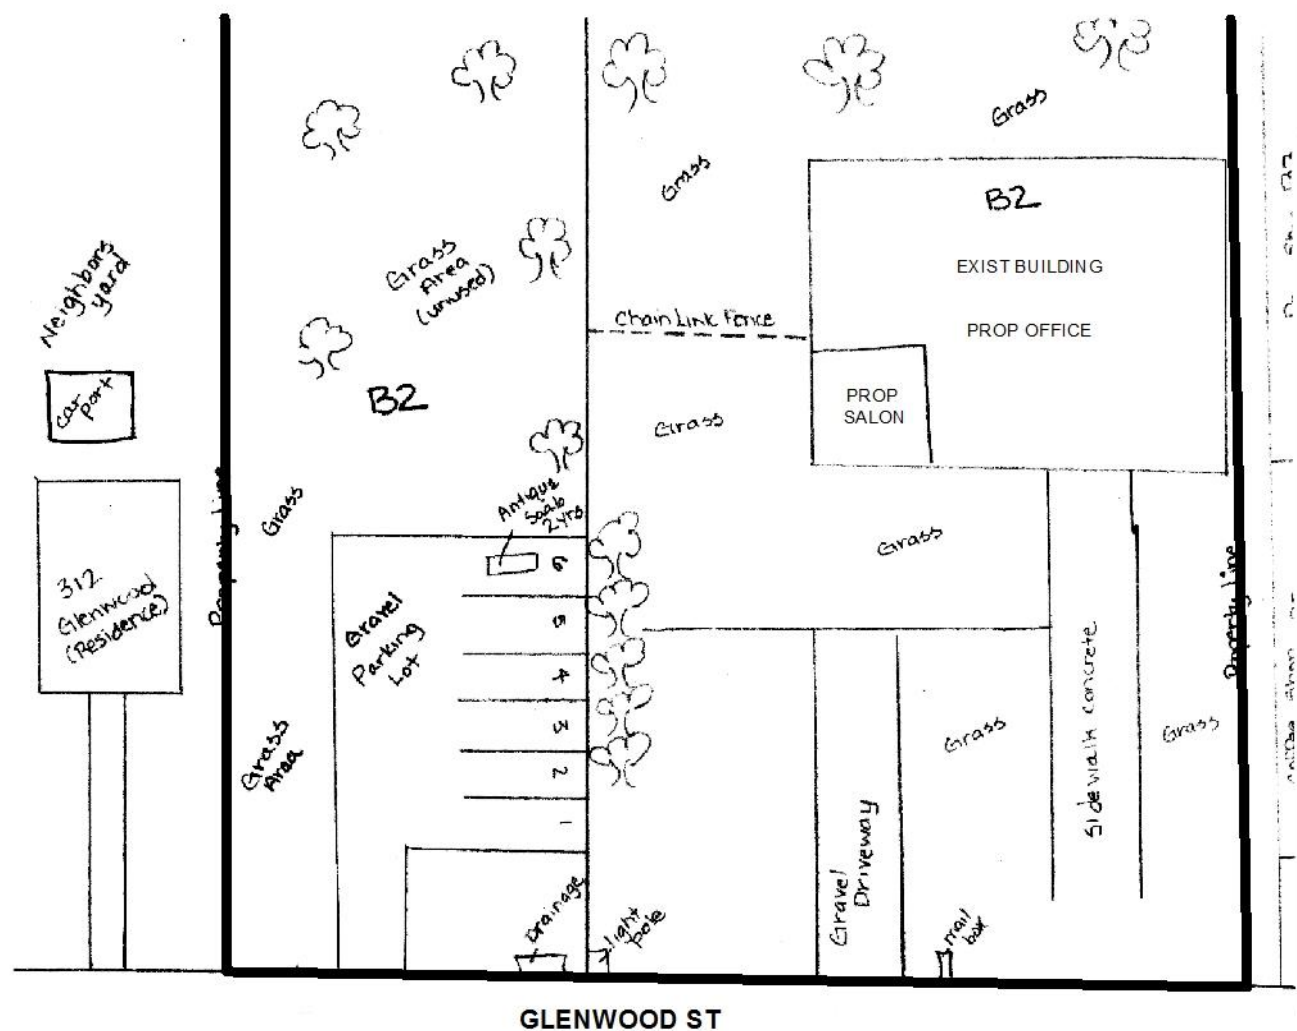 Grass
Grass
B2
EXIST BUILDING
PROP OFFICE
Neighbors
yard
Grass
Area
(unused)
Chain Link Fence
car
port
B2
PROP
SALON
Grass
Antique
Saab
2 yrs
Grass
Property Line
6
Grass
312
Glenwood
(Residence)
Gravel
Parking
Lot
5
4
3
2
1
Property Line
Sidewalk Concrete
Grass
Grass
Grass
Area
Gravel
Driveway
Drainage
light
pole
mail
box
GLENWOOD ST